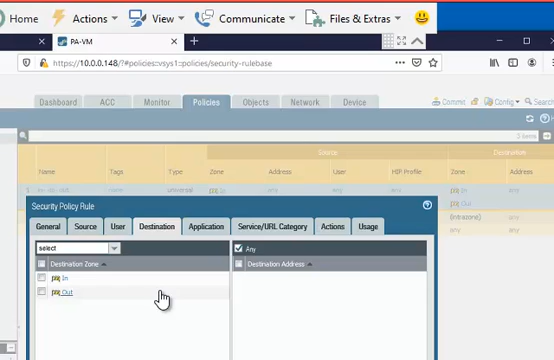 Home Actions View Communicate Files & Extras
PA-VM
https://10.0.0.148/?#policies::vsys1::policies/security-rulebase
Dashboard ACC Monitor Policies Objects Network Device Commit Config Search
3 items
Source Destination
Name Tags Type Zone Address User HIP Profile Zone Address
1 universal In any any any In any
Out
(intrazone) any
any any
Security Policy Rule
General Source User Destination Application Service/URL Category Actions Usage
select Any
Destination Zone Destination Address
In
Out